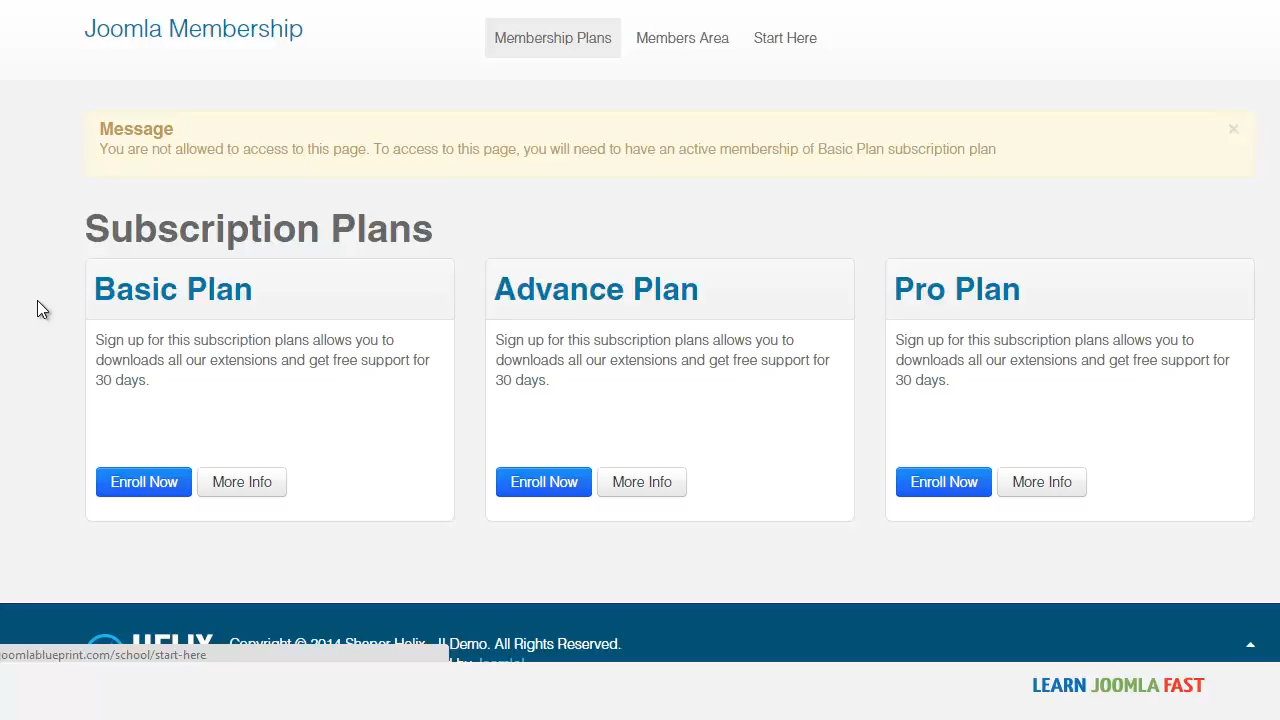 Joomla Membership
Membership Plans Members Area Start Here
Message
×
You are not allowed to access to this page. To access to this page, you will need to have an active membership of Basic Plan subscription plan
Subscription Plans
Basic Plan
Sign up for this subscription plans allows you to
downloads all our extensions and get free support for
30 days.
Enroll Now More Info
Advance Plan
Sign up for this subscription plans allows you to
downloads all our extensions and get free support for
30 days.
Enroll Now More Info
Pro Plan
Sign up for this subscription plans allows you to
downloads all our extensions and get free support for
30 days.
Enroll Now More Info
HELIX
Copyright © 2014 Shaper Helix - II Demo. All Rights Reserved.
by Joomla!
oomlablueprint.com/school/start-here
LEARN JOOMLA FAST